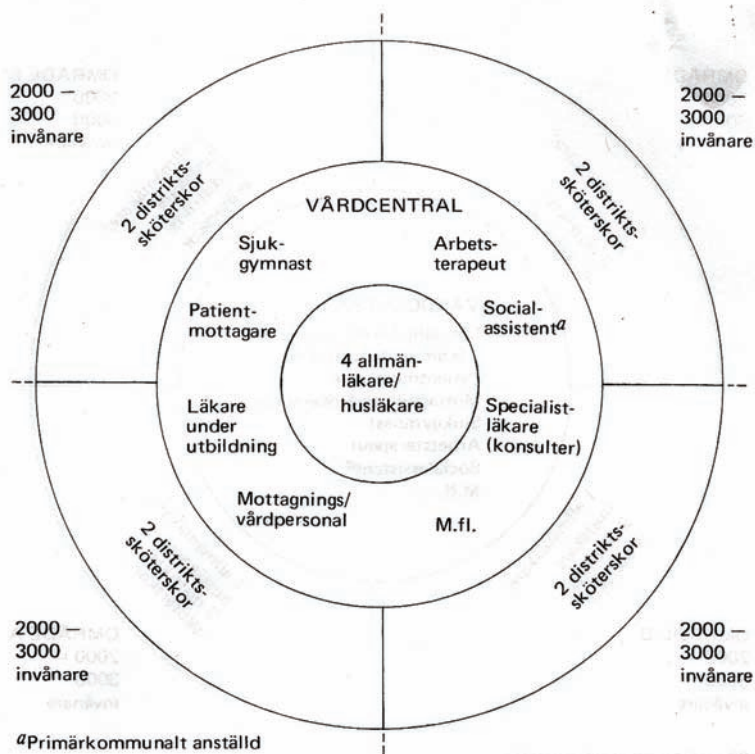 2000 —
3000
invånare
2000 —
3000
invånare
2 distrikts-
sköterskor
2 distrikts-
sköterskor
VÅRDCENTRAL
Sjuk-
gymnast
Arbets-
terapeut
Patient-
mottagare
Social-
assistentᵃ
4 allmän-
läkare/
husläkare
Läkare
under
utbildning
Specialist-
läkare
(konsulter)
Mottagnings/
vårdpersonal
M.fl.
2 distrikts-
sköterskor
2 distrikts-
sköterskor
2000 —
3000
invånare
2000 —
3000
invånare
ᵃPrimärkommunalt anställd